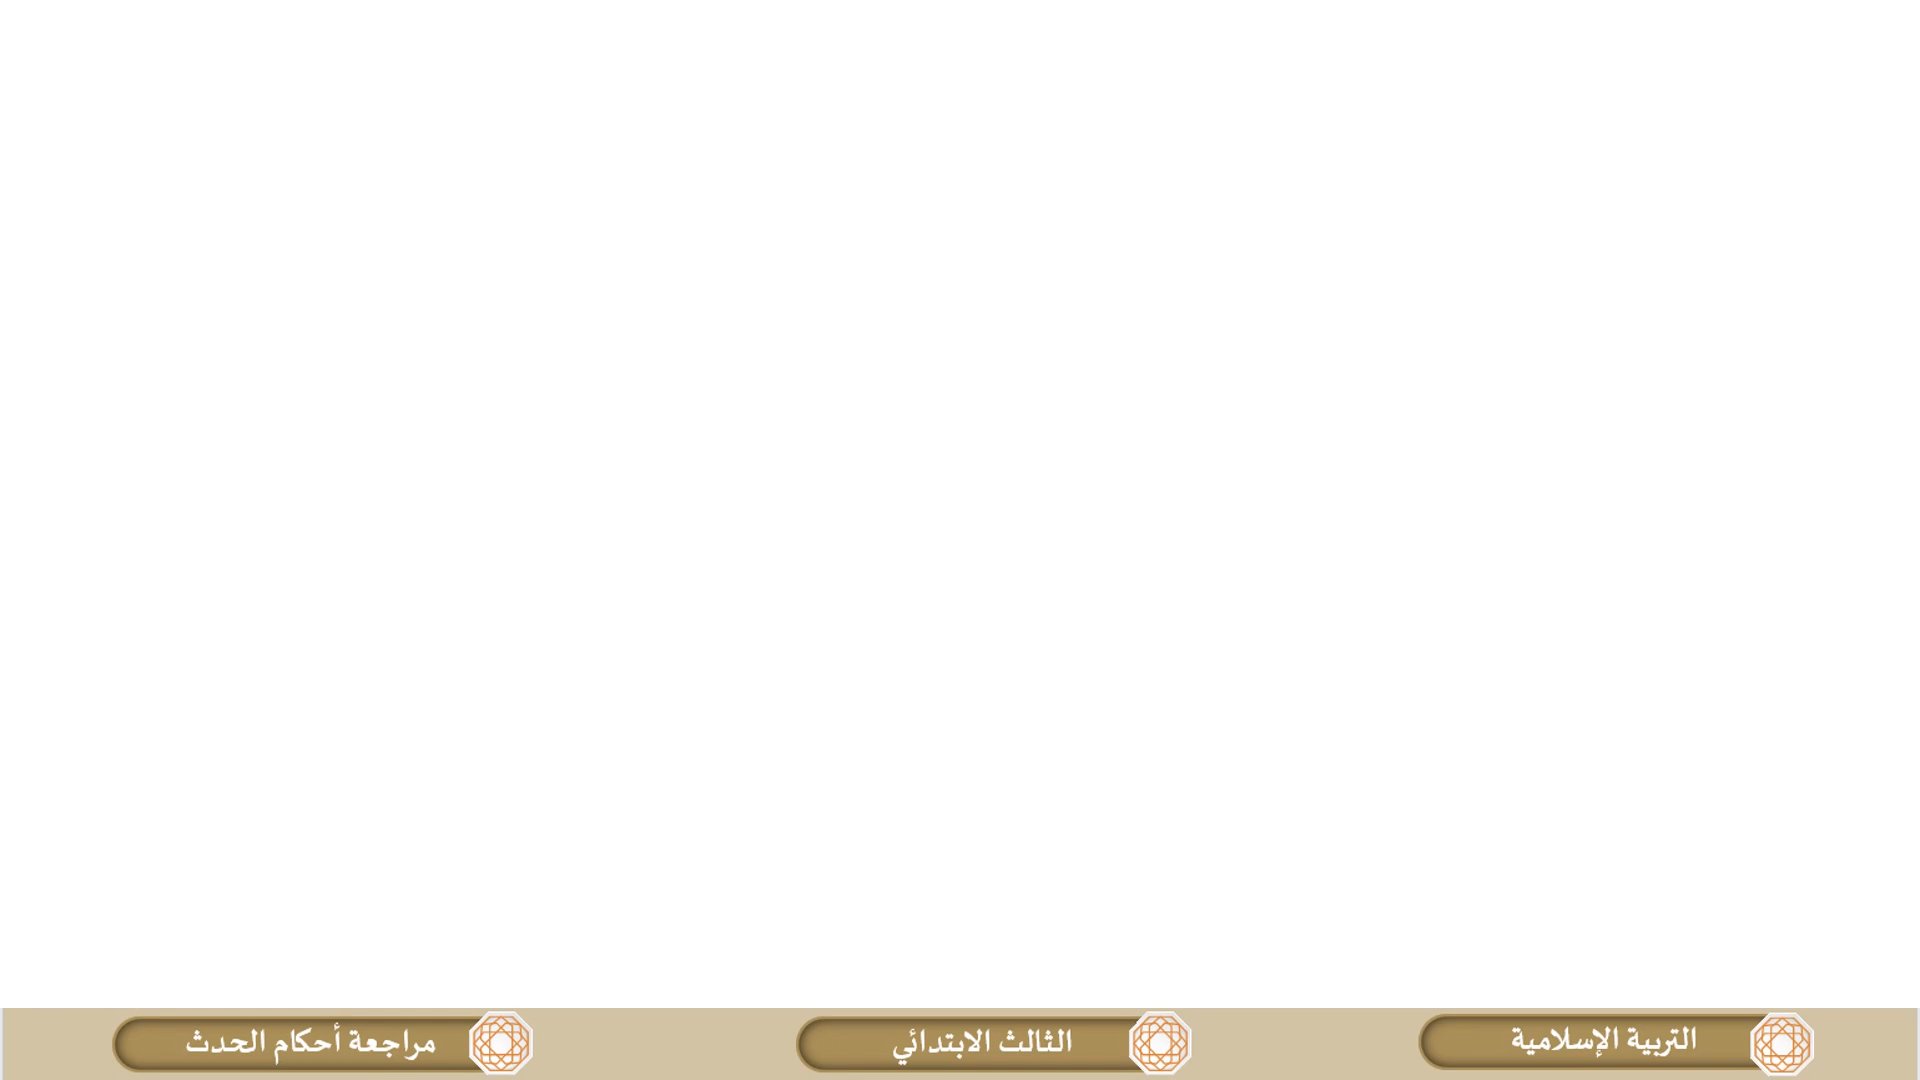 التربية الإسلامية
الثالث الابتدائي
مراجعة أحكام الحدث